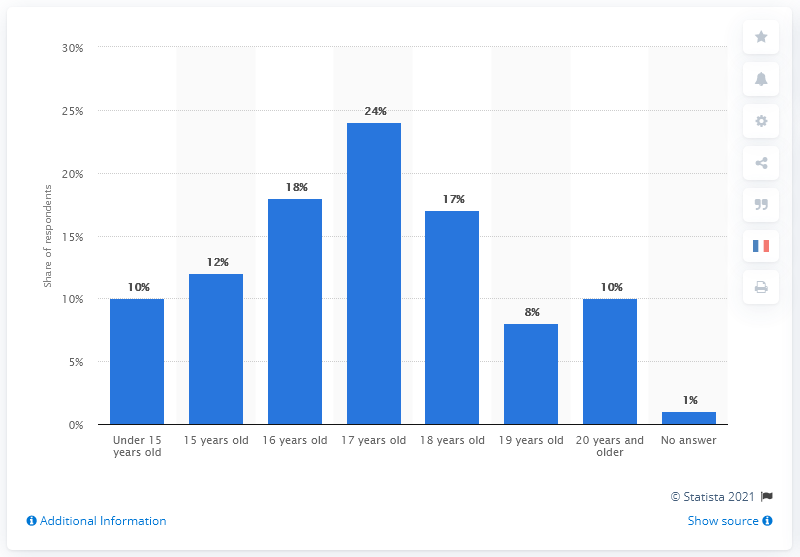 30%
25%
20%
15%
10%
5%
0%
Share of respondents
10%
12%
18%
24%
17%
8%
10%
1%
Under 15
years old
15 years old
16 years old
17 years old
18 years old
19 years old
20 years and
older
No answer
© Statista 2021
Additional Information
Show source